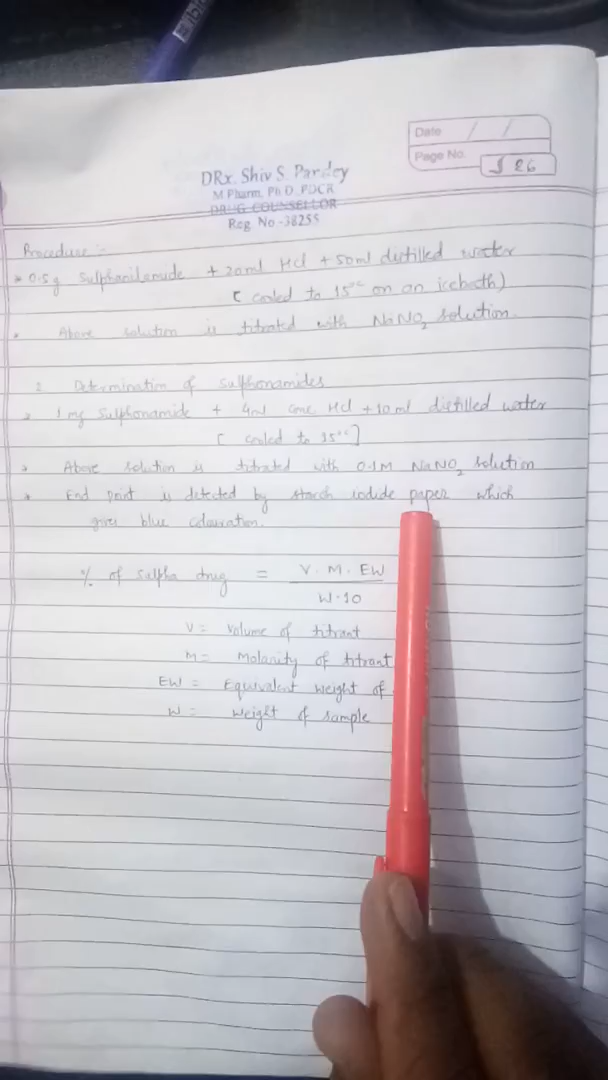 Date / /
Page No. 126
DRx. Shiv S. Pandey
M Pharm, Ph.D, PDCR
DRUG COUNSELLOR
Reg. No.-38255
Procedure :-
* 0.5g Sulphanilamide + 20ml Hcl + 50ml distilled water
( cooled to 15°C on an icebath)
* Above solution is titrated with NaNO2 solution.
Determination of sulphonamides
* 1 mg sulphonamide + 4ml conc Hcl + 10ml distilled water
[ cooled to 15°C]
* Above solution is titrated with 0.1M NaNO2 solution
* End point is detected by starch iodide paper which
gives blue colouration.
% of sulpha drug = V. M. EW
W.10
V = Volume of titrant
M = Molarity of titrant
EW = Equivalent weight of
W = weight of sample